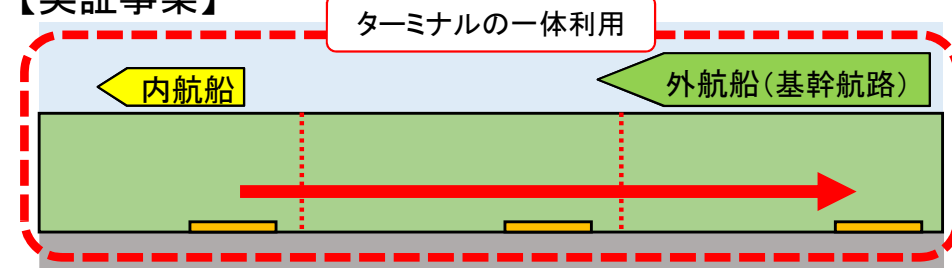 【実証事業】
ターミナルの一体利用
内航船
外航船（基幹航路）